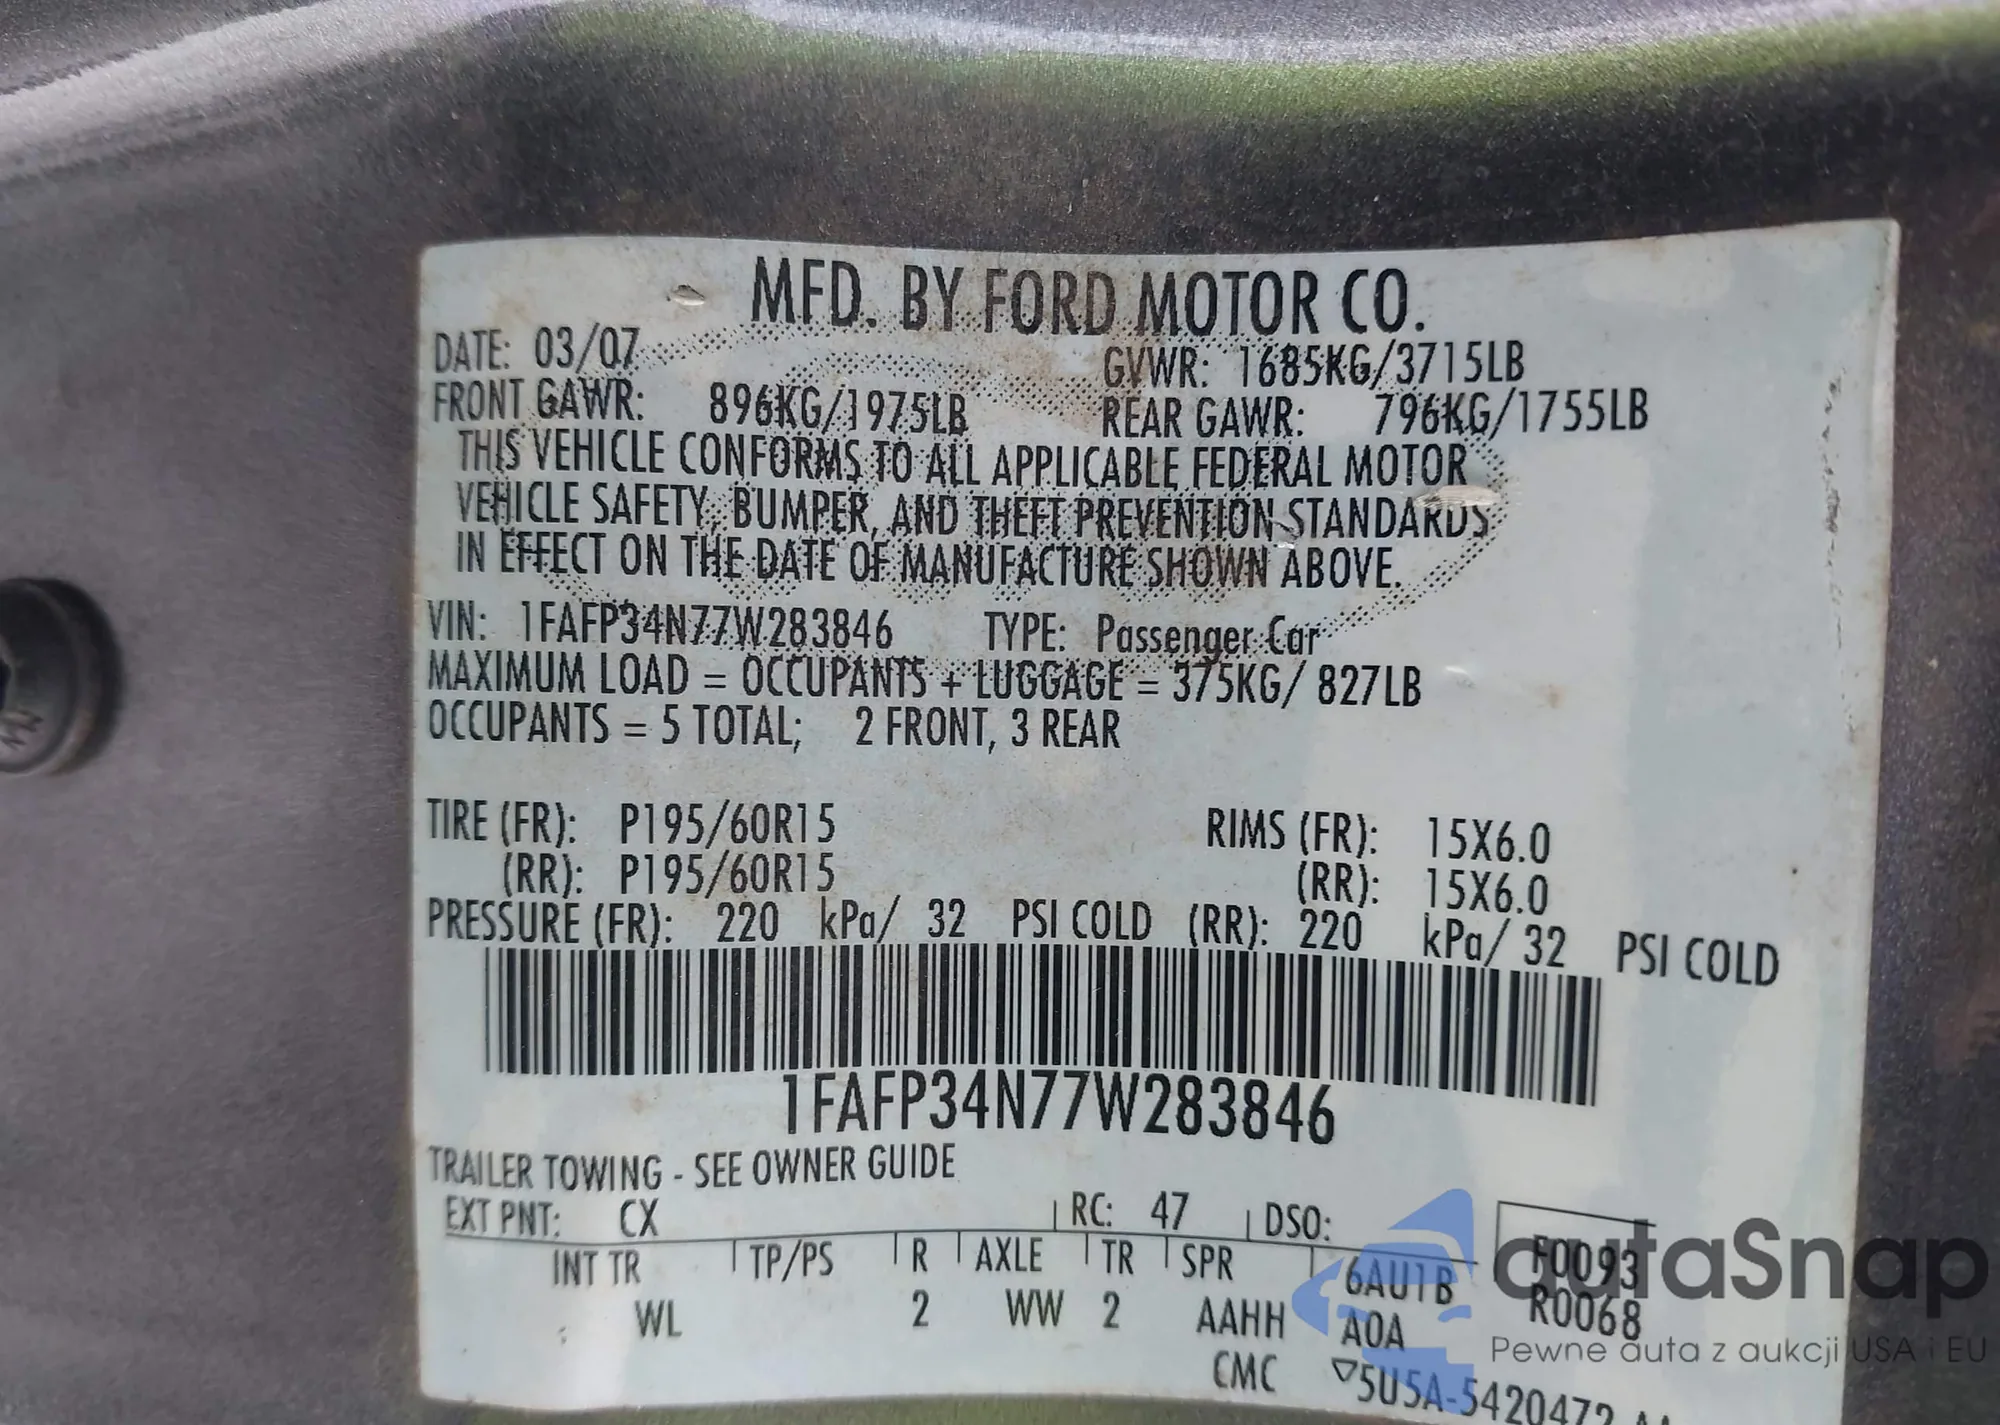 MFD. BY FORD MOTOR CO.
DATE: 03/07 GVWR: 1685KG/3715LB
FRONT GAWR: 896KG/1975LB REAR GAWR: 796KG/1755LB
THIS VEHICLE CONFORMS TO ALL APPLICABLE FEDERAL MOTOR
VEHICLE SAFETY, BUMPER, AND THEFT PREVENTION STANDARDS
IN EFFECT ON THE DATE OF MANUFACTURE SHOWN ABOVE.
VIN: 1FAFP34N77W283846 TYPE: Passenger Car
MAXIMUM LOAD = OCCUPANTS + LUGGAGE = 375KG/ 827LB
OCCUPANTS = 5 TOTAL; 2 FRONT, 3 REAR
TIRE (FR): P195/60R15 RIMS (FR): 15X6.0
(RR): P195/60R15 (RR): 15X6.0
PRESSURE (FR): 220 kPa/ 32 PSI COLD (RR): 220 kPa/ 32 PSI COLD
1FAFP34N77W283846
TRAILER TOWING - SEE OWNER GUIDE
EXT PNT: CX RC: 47 DSO:
INT TR TP/PS R AXLE TR SPR 6AU1B F0093
WL 2 WW 2 AAHH A0A R0068
CMC ▽5U5A-5420472
autaSnap
Pewne auta z aukcji USA i EU